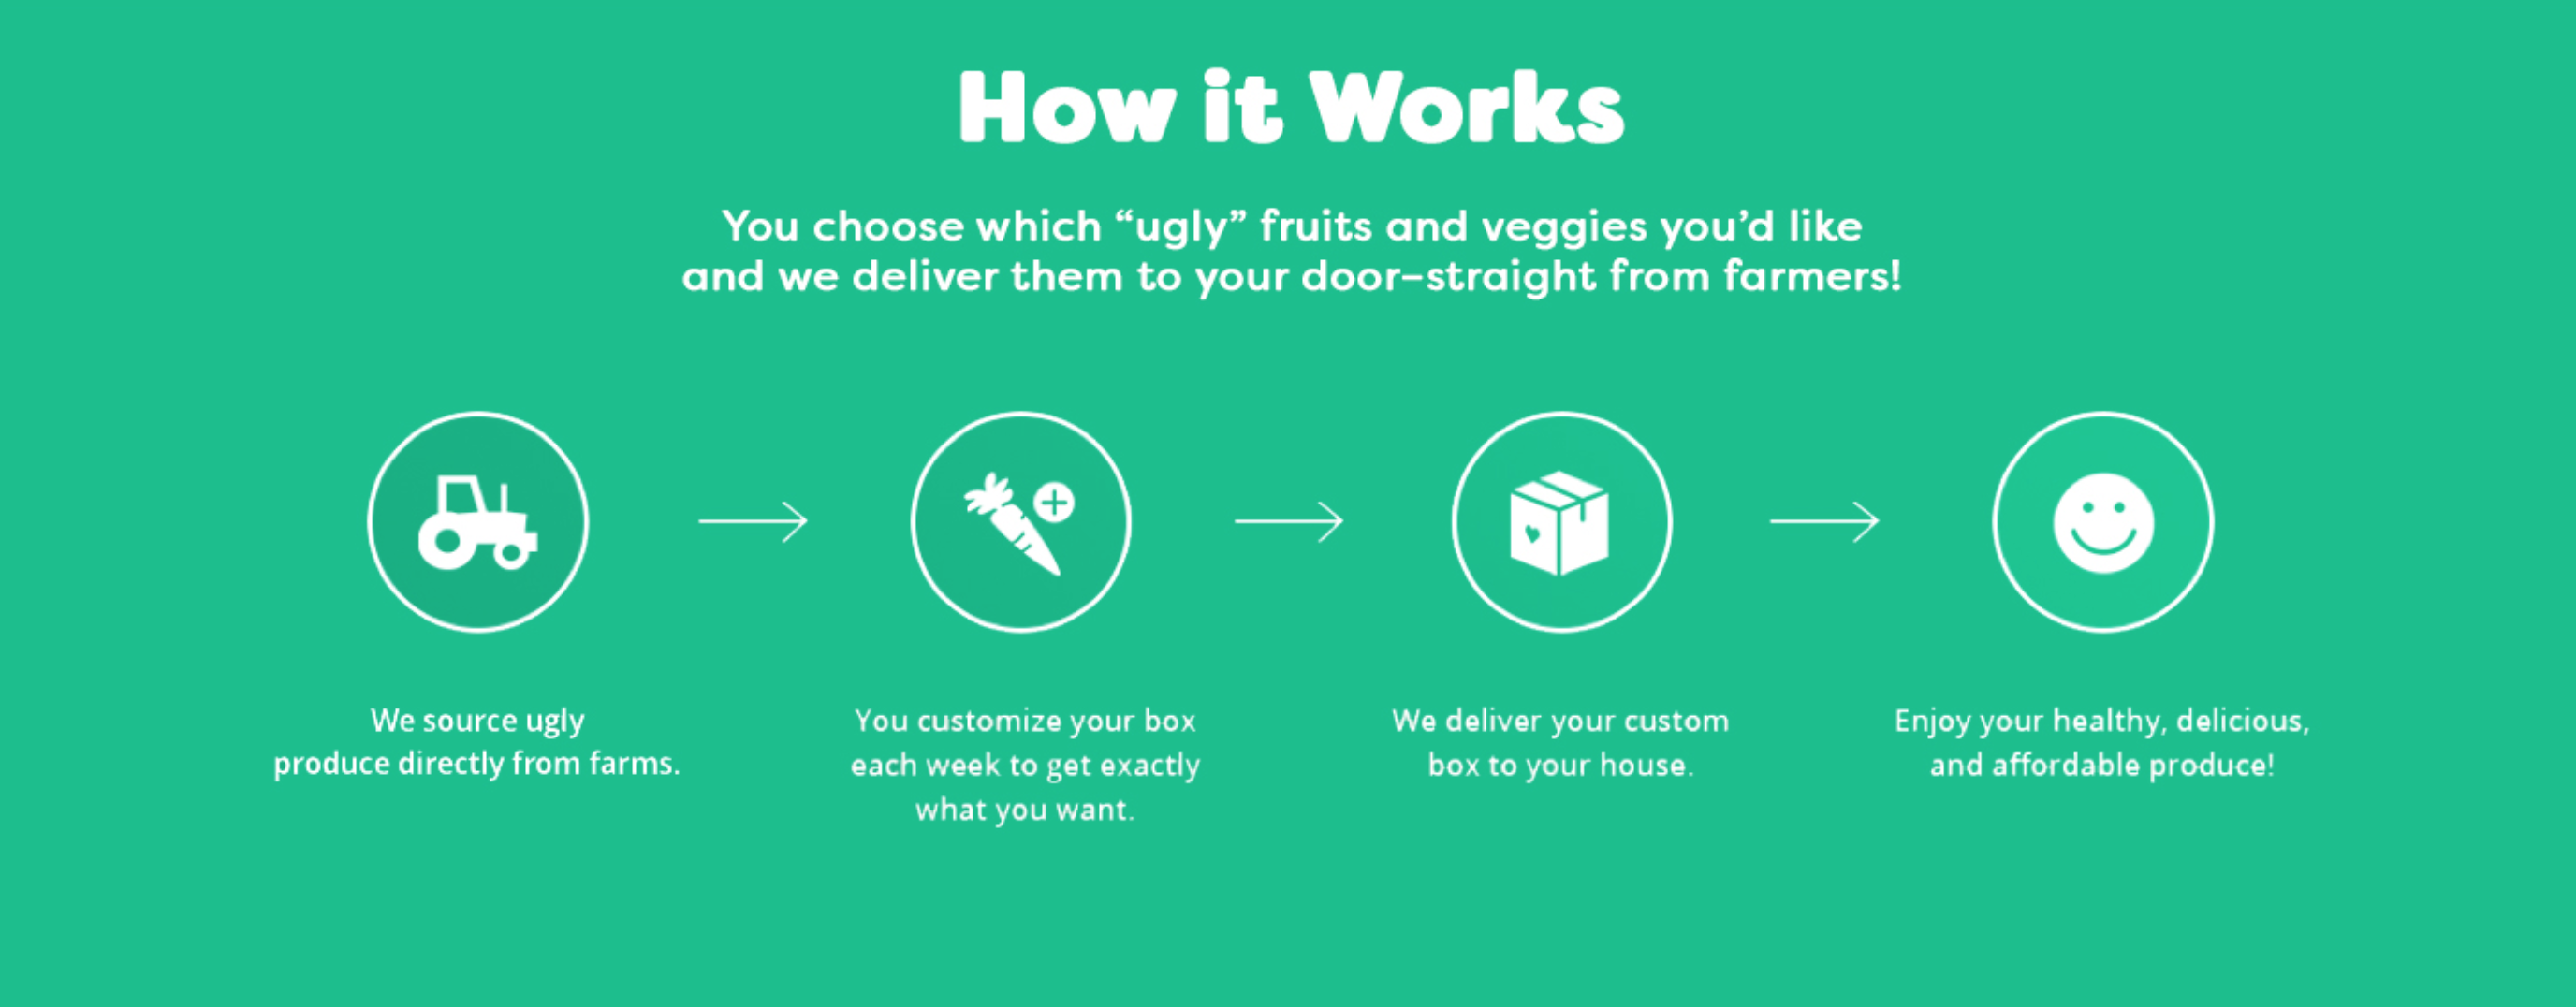 How it Works
You choose which “ugly” fruits and veggies you’d like
and we deliver them to your door–straight from farmers!
We source ugly
produce directly from farms.
You customize your box
each week to get exactly
what you want.
We deliver your custom
box to your house.
Enjoy your healthy, delicious,
and affordable produce!